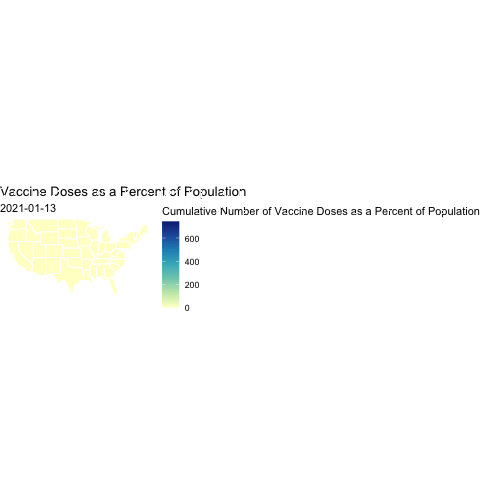 Vaccine Doses as a Percent of Population
2021-01-13
Cumulative Number of Vaccine Doses as a Percent of Population
600
400
200
0